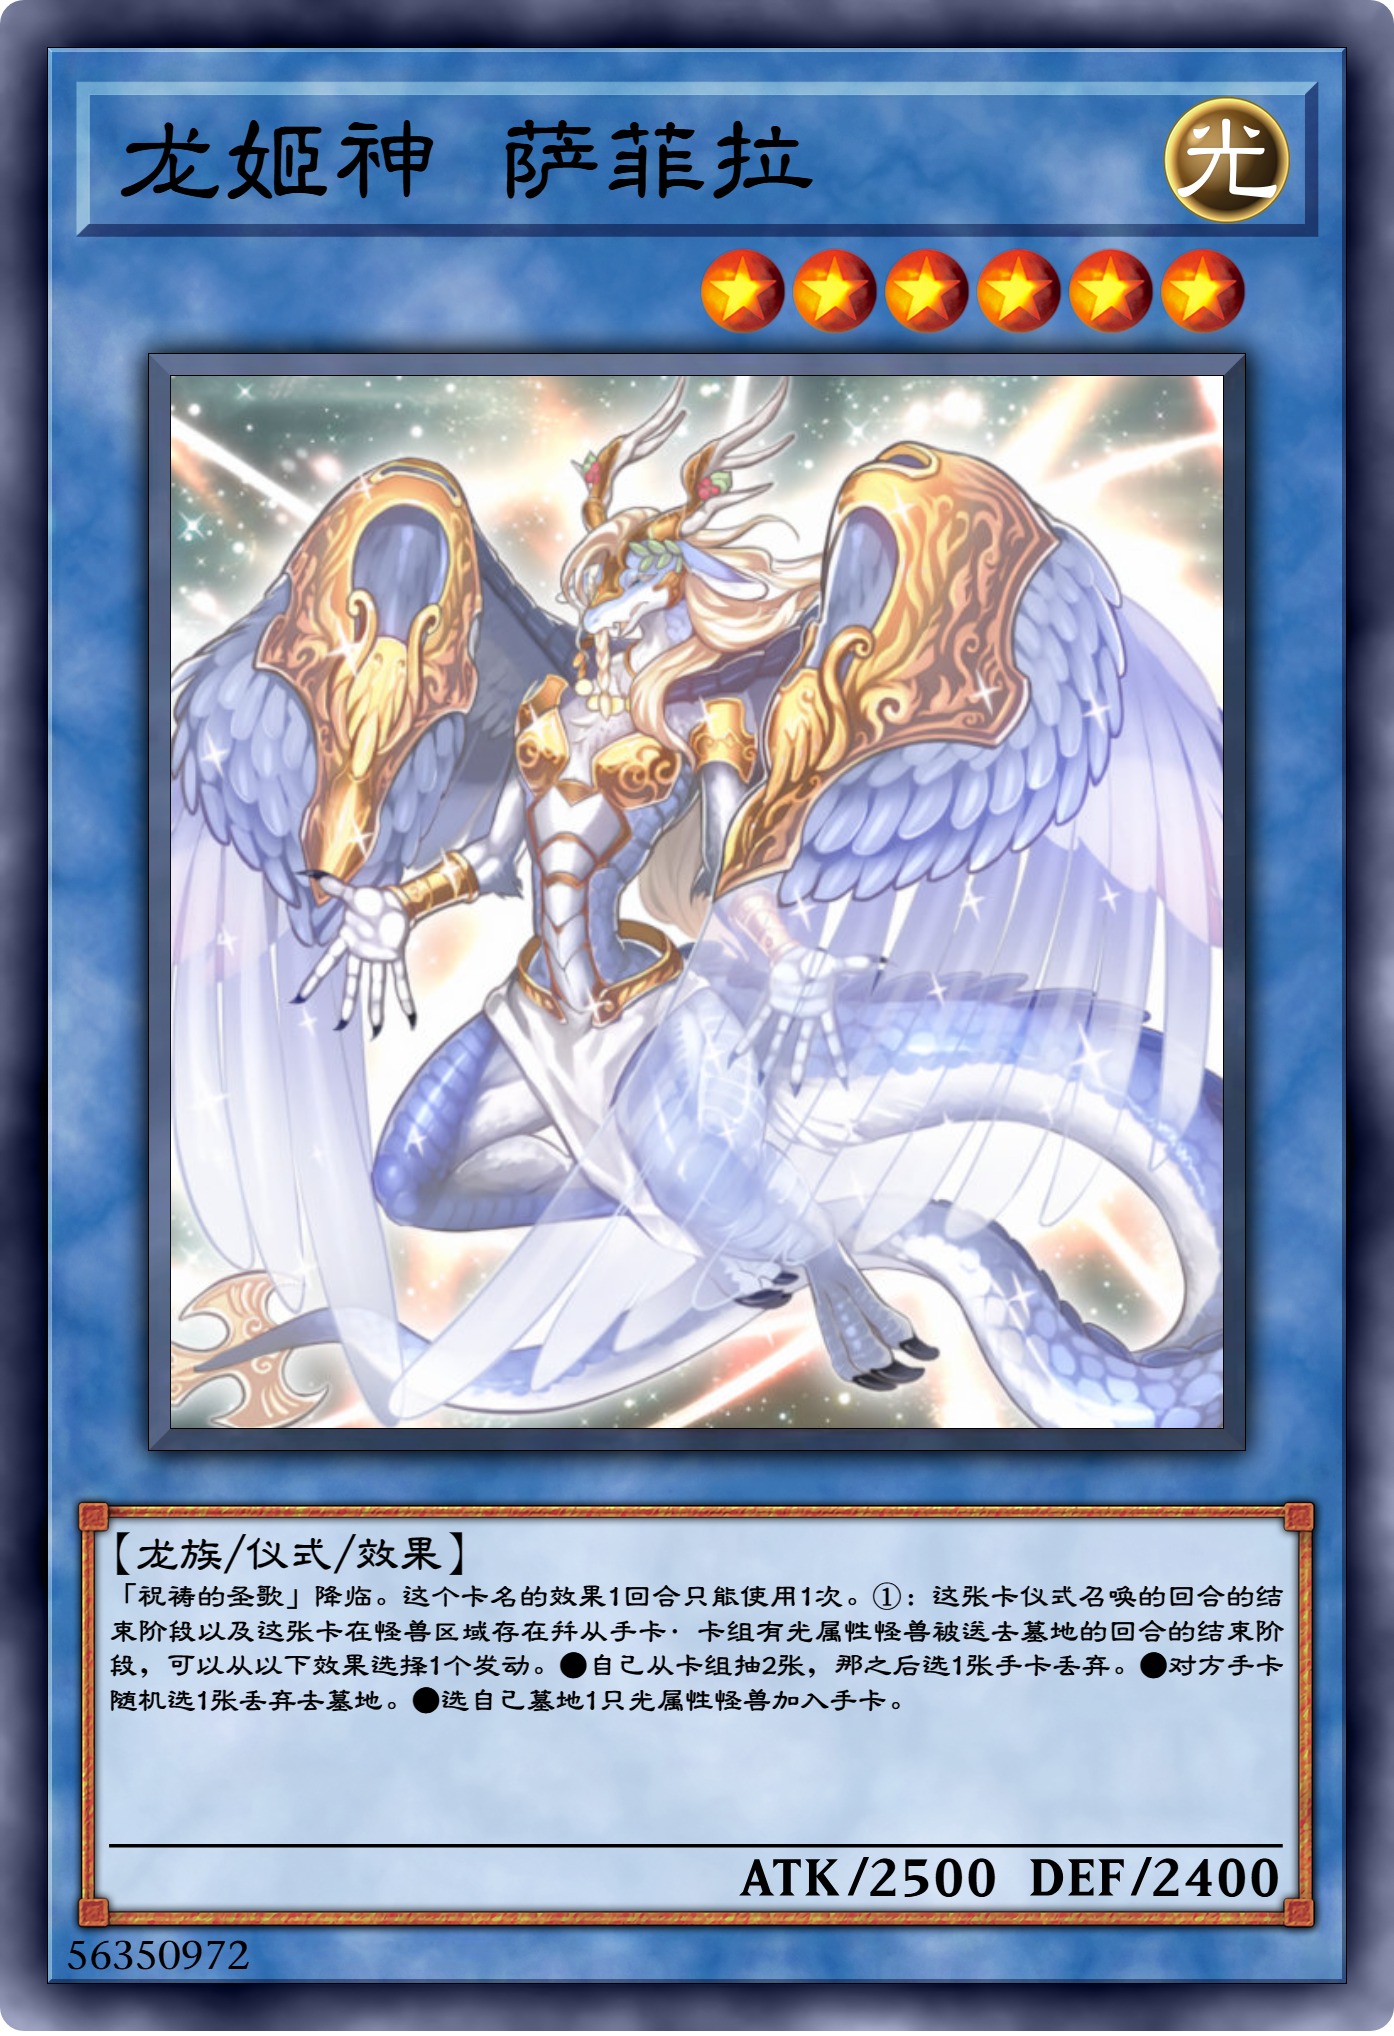 龙姬神 萨菲拉
光
【龙族/仪式/效果】
「祝祷的圣歌」降临。这个卡名的效果1回合只能使用1次。①：这张卡仪式召唤的回合的结
束阶段以及这张卡在怪兽区域存在并从手卡·卡组有光属性怪兽被送去墓地的回合的结束阶
段，可以从以下效果选择1个发动。●自己从卡组抽2张，那之后选1张手卡丢弃。●对方手卡
随机选1张丢弃去墓地。●选自己墓地1只光属性怪兽加入手卡。
ATK/2500 DEF/2400
56350972